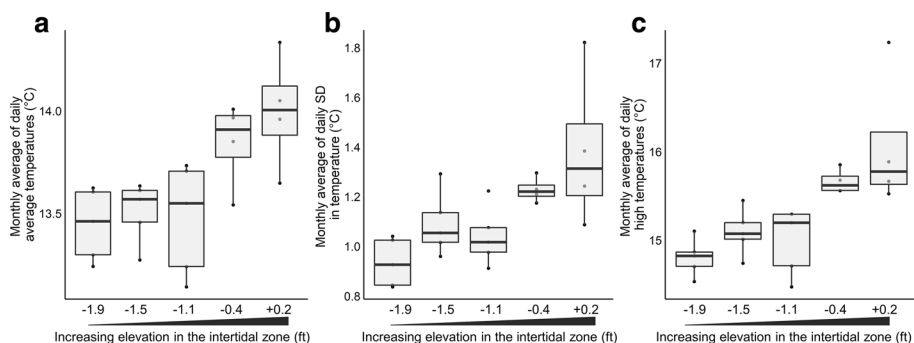 a
Monthly average of daily
average temperatures (°C)
14.0
13.5
-1.9 -1.5 -1.1 -0.4 +0.2
Increasing elevation in the intertidal zone (ft)
b
Monthly average of daily SD
in temperature (°C)
1.8
1.6
1.4
1.2
1.0
0.8
-1.9 -1.5 -1.1 -0.4 +0.2
Increasing elevation in the intertidal zone (ft)
c
Monthly average of daily
high temperatures (°C)
17
16
15
-1.9 -1.5 -1.1 -0.4 +0.2
Increasing elevation in the intertidal zone (ft)